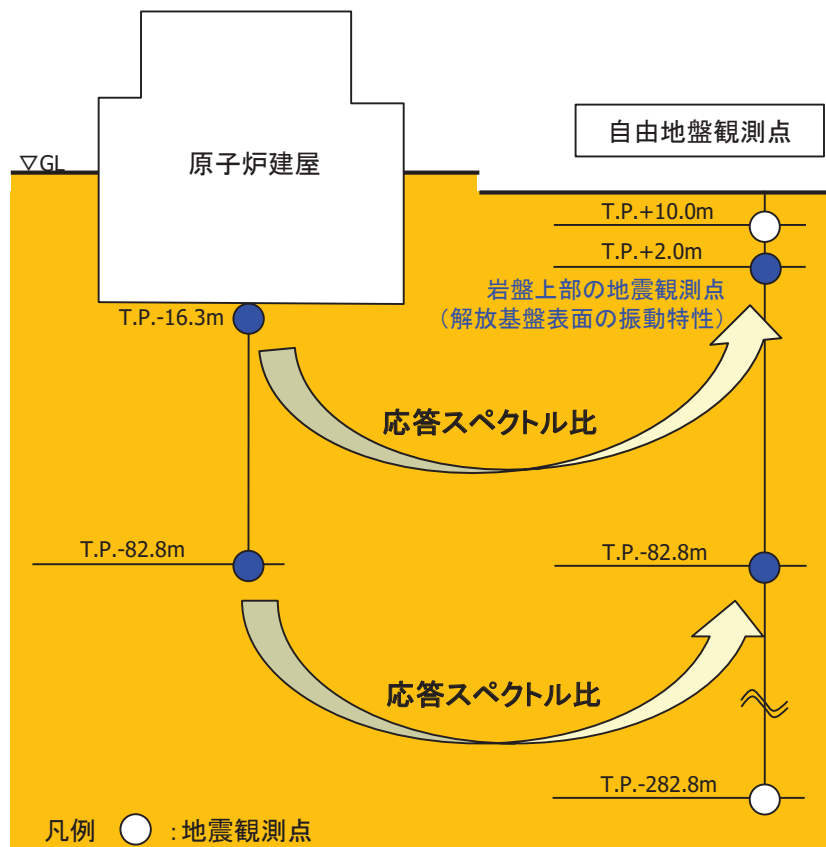 自由地盤観測点
原子炉建屋
▽GL
T.P.+10.0m
T.P.+2.0m
岩盤上部の地震観測点
（解放基盤表面の振動特性）
T.P.-16.3m
応答スペクトル比
T.P.-82.8m
T.P.-82.8m
応答スペクトル比
T.P.-282.8m
凡例 ○ ：地震観測点